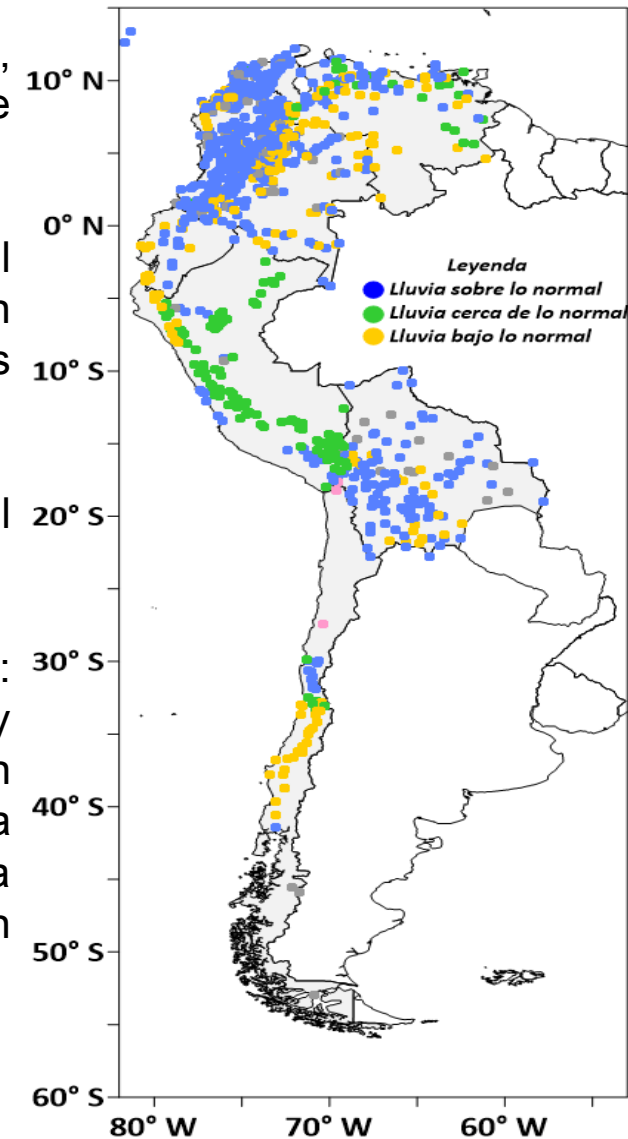 ,
e
10° N
0° N
l
n
s
Leyenda
Lluvia sobre lo normal
Lluvia cerca de lo normal
Lluvia bajo lo normal
10° S
20° S
l
30° S
:
y
n
40° S
a
a
n
50° S
60° S
80° W
70° W
60° W